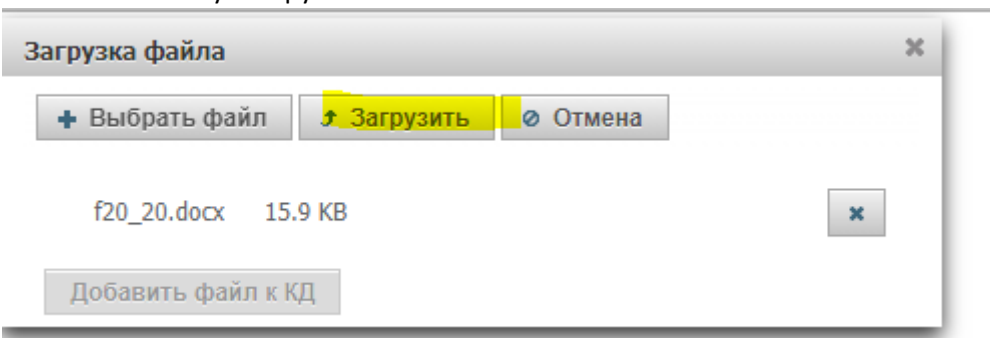 Загрузка файла
Выбрать файл Загрузить Отмена
f20_20.docx 15.9 KB
Добавить файл к КД